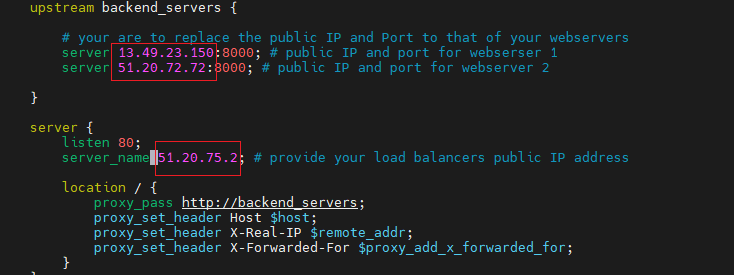 upstream backend_servers {
# your are to replace the public IP and Port to that of your webservers
server 13.49.23.150:8000; # public IP and port for webserser 1
server 51.20.72.72:8000; # public IP and port for webserver 2
}
server {
listen 80;
server_name 51.20.75.2; # provide your load balancers public IP address
location / {
proxy_pass http://backend_servers;
proxy_set_header Host $host;
proxy_set_header X-Real-IP $remote_addr;
proxy_set_header X-Forwarded-For $proxy_add_x_forwarded_for;
}
}